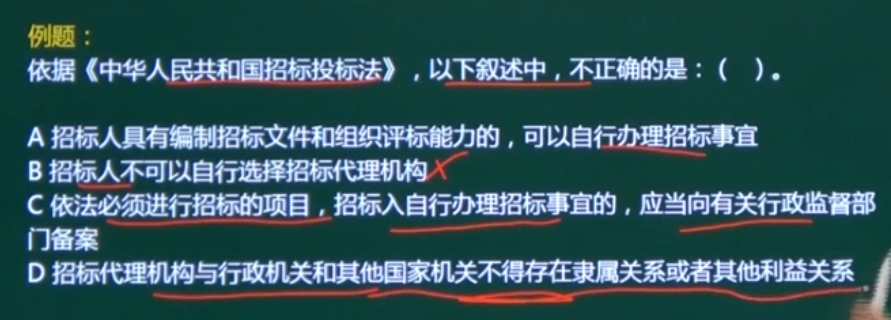 例题：
依据《中华人民共和国招标投标法》，以下叙述中，不正确的是：（ ）。
A 招标人具有编制招标文件和组织评标能力的，可以自行办理招标事宜
B 招标人不可以自行选择招标代理机构
C 依法必须进行招标的项目，招标入自行办理招标事宜的，应当向有关行政监督部
门备案
D 招标代理机构与行政机关和其他国家机关不得存在隶属关系或者其他利益关系。